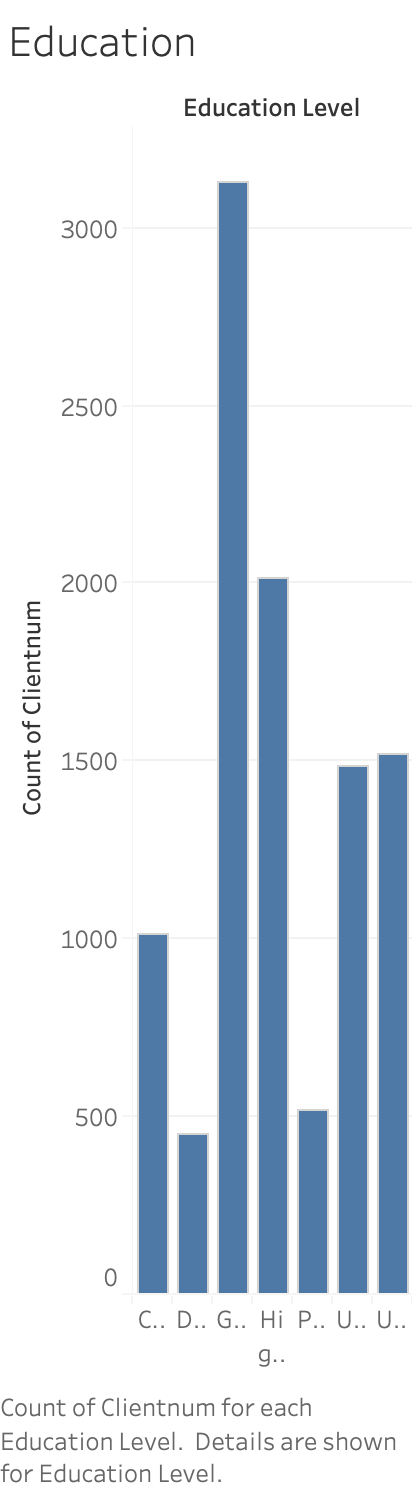 Education
Education Level
3000
2500
2000
1500
1000
500
0
Count of Clientnum
C.. D.. G.. Hi P.. U.. U..
g..
Count of Clientnum for each
Education Level.  Details are shown
for Education Level.